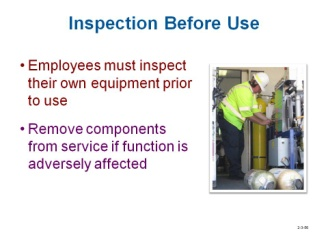 Inspection Before Use
• Employees must inspect
their own equipment prior
to use
• Remove components
from service if function is
adversely affected